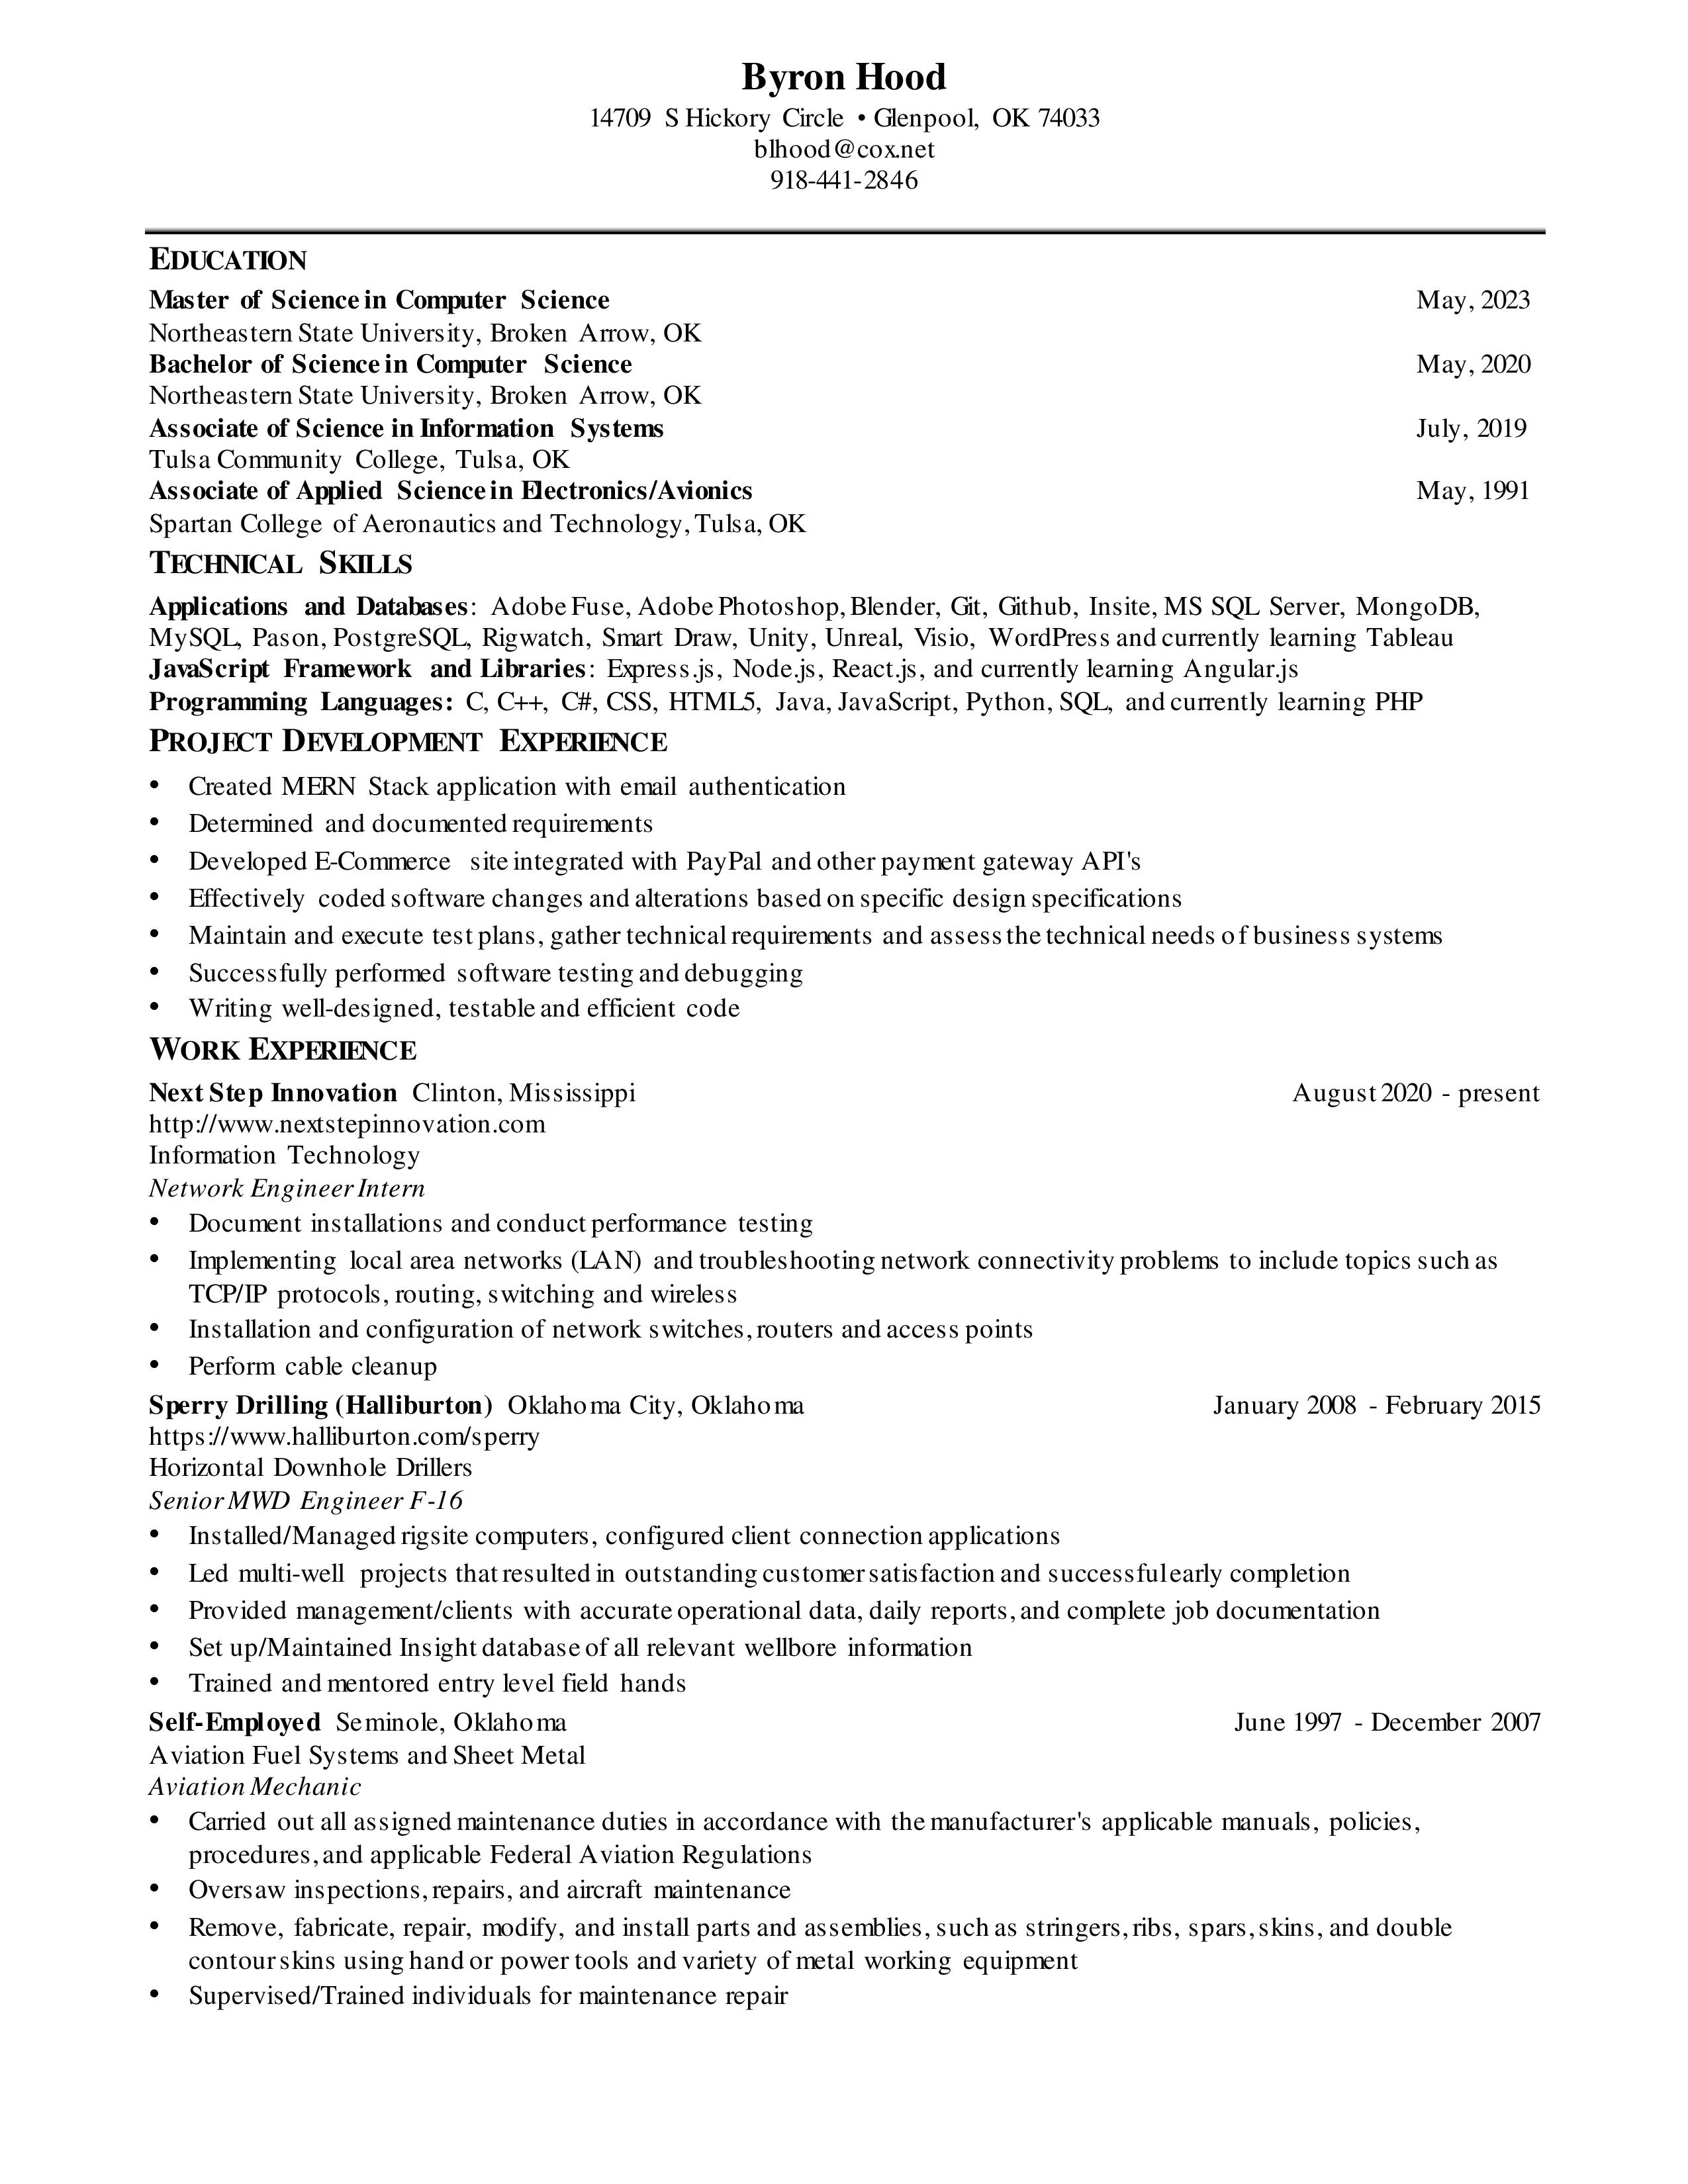 Byron Hood
14709 S Hickory Circle • Glenpool, OK 74033
blhood@cox.net
918-441-2846
EDUCATION
Master of Science in Computer Science May, 2023
Northeastern State University, Broken Arrow, OK
Bachelor of Science in Computer Science May, 2020
Northeastern State University, Broken Arrow, OK
Associate of Science in Information Systems July, 2019
Tulsa Community College, Tulsa, OK
Associate of Applied Science in Electronics/Avionics May, 1991
Spartan College of Aeronautics and Technology, Tulsa, OK
TECHNICAL SKILLS
Applications and Databases: Adobe Fuse, Adobe Photoshop, Blender, Git, Github, Insite, MS SQL Server, MongoDB,
MySQL, Pason, PostgreSQL, Rigwatch, Smart Draw, Unity, Unreal, Visio, WordPress and currently learning Tableau
JavaScript Framework and Libraries: Express.js, Node.js, React.js, and currently learning Angular.js
Programming Languages: C, C++, C#, CSS, HTML5, Java, JavaScript, Python, SQL, and currently learning PHP
PROJECT DEVELOPMENT EXPERIENCE
• Created MERN Stack application with email authentication
• Determined and documented requirements
• Developed E-Commerce site integrated with PayPal and other payment gateway API's
• Effectively coded software changes and alterations based on specific design specifications
• Maintain and execute test plans, gather technical requirements and assess the technical needs of business systems
• Successfully performed software testing and debugging
• Writing well-designed, testable and efficient code
WORK EXPERIENCE
Next Step Innovation Clinton, Mississippi August 2020 - present
http://www.nextstepinnovation.com
Information Technology
Network Engineer Intern
• Document installations and conduct performance testing
• Implementing local area networks (LAN) and troubleshooting network connectivity problems to include topics such as
TCP/IP protocols, routing, switching and wireless
• Installation and configuration of network switches, routers and access points
• Perform cable cleanup
Sperry Drilling (Halliburton) Oklahoma City, Oklahoma January 2008 - February 2015
https://www.halliburton.com/sperry
Horizontal Downhole Drillers
Senior MWD Engineer F-16
• Installed/Managed rigsite computers, configured client connection applications
• Led multi-well projects that resulted in outstanding customer satisfaction and successful early completion
• Provided management/clients with accurate operational data, daily reports, and complete job documentation
• Set up/Maintained Insight database of all relevant wellbore information
• Trained and mentored entry level field hands
Self-Employed Seminole, Oklahoma June 1997 - December 2007
Aviation Fuel Systems and Sheet Metal
Aviation Mechanic
• Carried out all assigned maintenance duties in accordance with the manufacturer's applicable manuals, policies,
procedures, and applicable Federal Aviation Regulations
• Oversaw inspections, repairs, and aircraft maintenance
• Remove, fabricate, repair, modify, and install parts and assemblies, such as stringers, ribs, spars, skins, and double
contour skins using hand or power tools and variety of metal working equipment
• Supervised/Trained individuals for maintenance repair